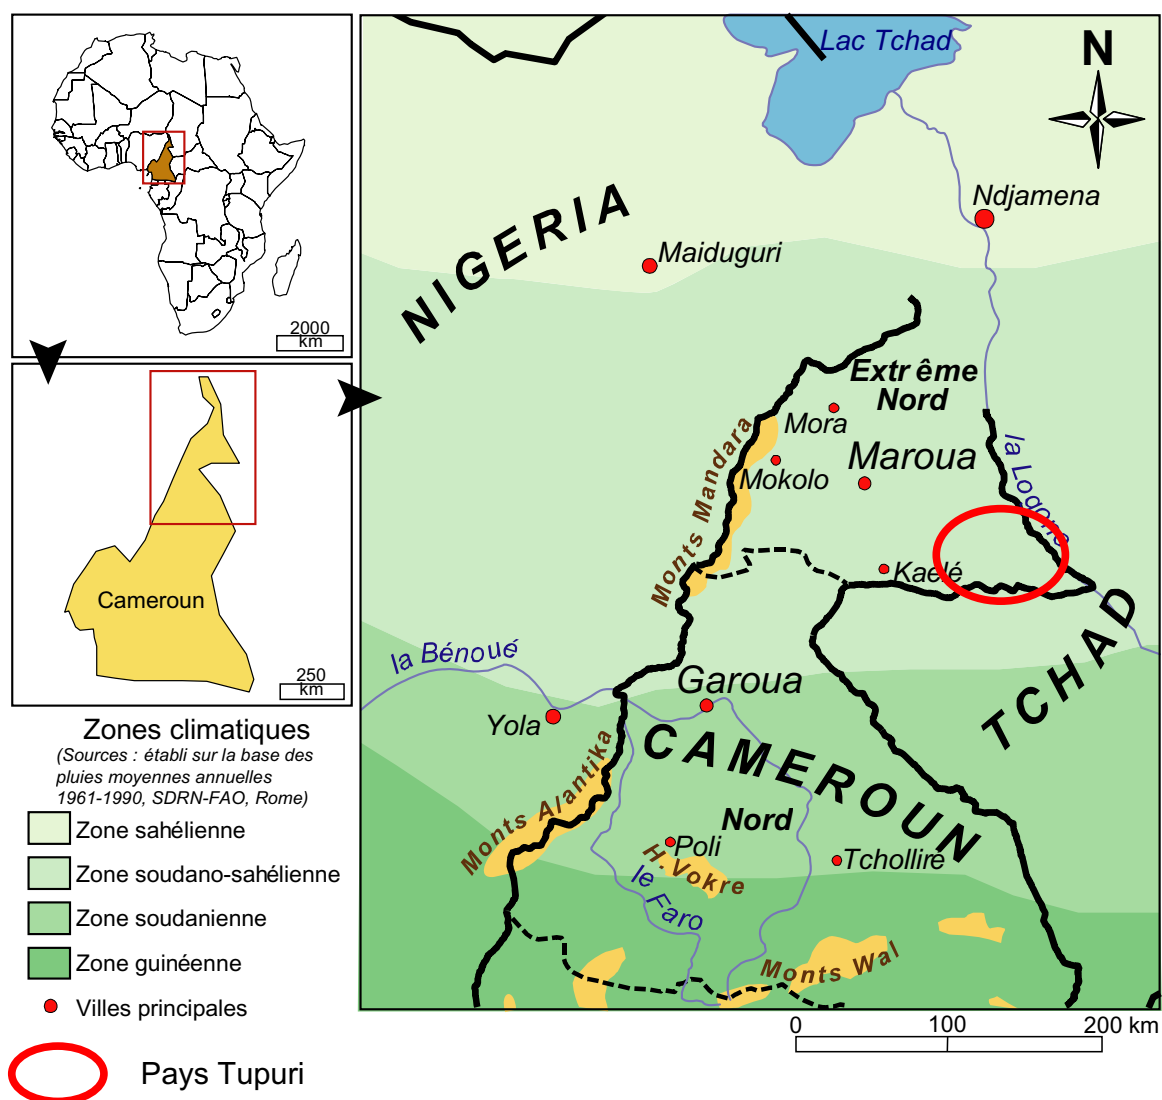 2000
km
Cameroun
250
km
Zones climatiques
(Sources : établi sur la base des
pluies moyennes annuelles
1961-1990, SDRN-FAO, Rome)
Zone sahélienne
Zone soudano-sahélienne
Zone soudanienne
Zone guinéenne
Villes principales
Pays Tupuri
Lac Tchad
N
Ndjamena
NIGERIA
Maiduguri
Extr ême
Nord
Mora
Maroua
Mokolo
Monts Mandara
la Logone
Kaelé
TCHAD
la Bénoué
Garoua
Yola
CAMEROUN
Monts A/antika
Nord
Poli
Tcholliré
H. Vokre
le Faro
Monts Wal
0 100 200 km